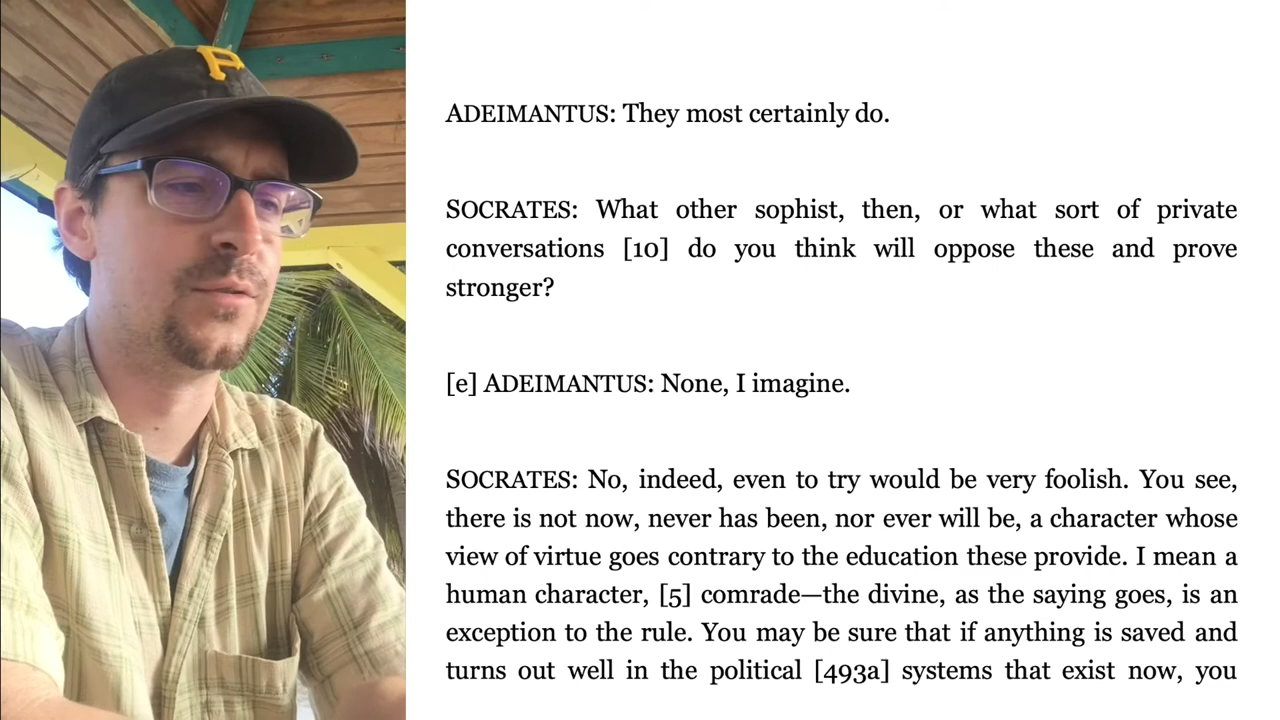 P
ADEIMANTUS: They most certainly do.
SOCRATES: What other sophist, then, or what sort of private
conversations [10] do you think will oppose these and prove
stronger?
[e] ADEIMANTUS: None, I imagine.
SOCRATES: No, indeed, even to try would be very foolish. You see,
there is not now, never has been, nor ever will be, a character whose
view of virtue goes contrary to the education these provide. I mean a
human character, [5] comrade—the divine, as the saying goes, is an
exception to the rule. You may be sure that if anything is saved and
turns out well in the political [493a] systems that exist now, you